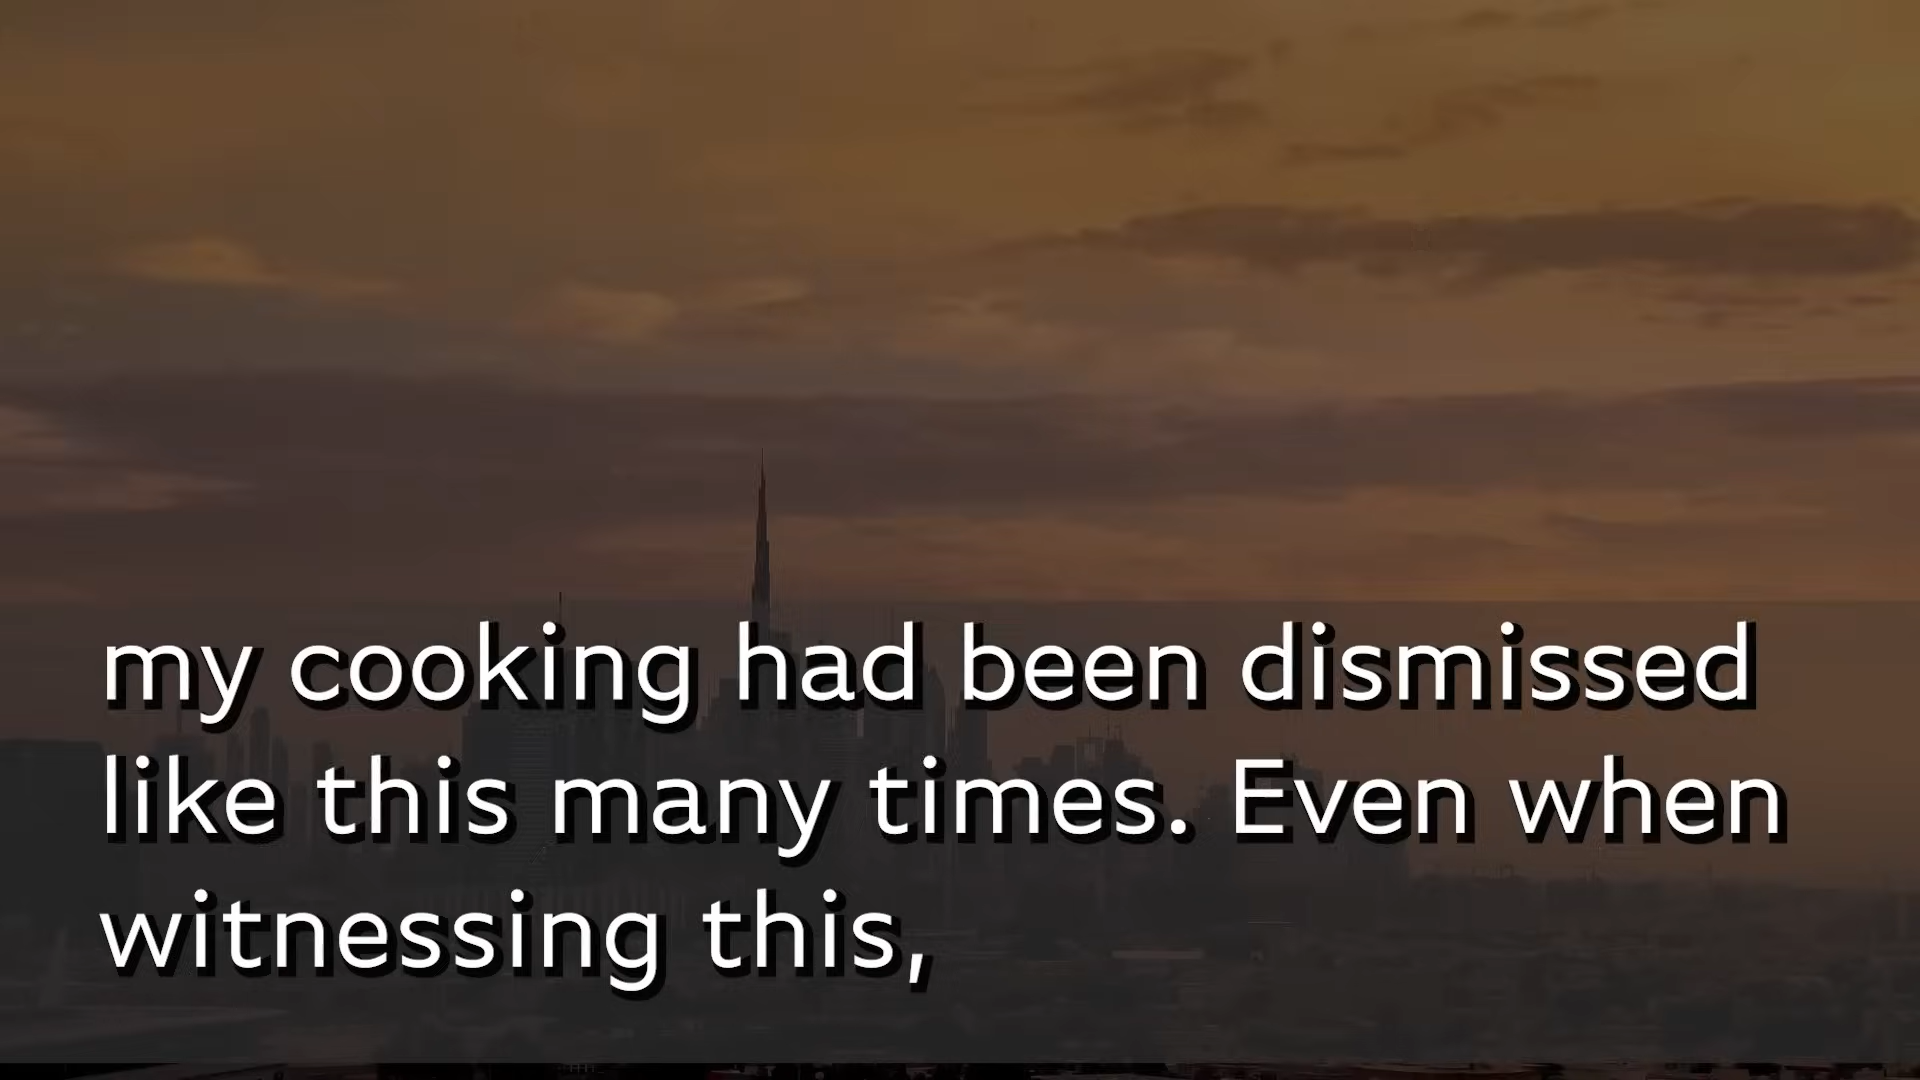 my cooking had been dismissed
like this many times. Even when
witnessing this,